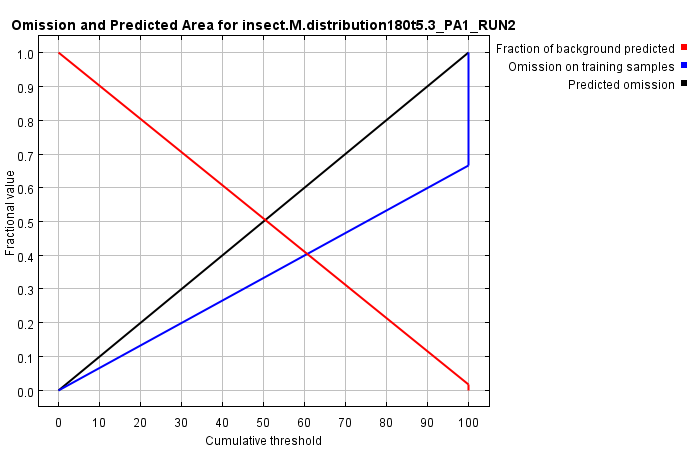 Omission and Predicted Area for insect.M.distribution180t5.3_PA1_RUN2
Fraction of background predicted
Omission on training samples
Predicted omission
1.0
0.9
0.8
0.7
0.6
0.5
0.4
0.3
0.2
0.1
0.0
Fractional value
0 10 20 30 40 50 60 70 80 90 100
Cumulative threshold